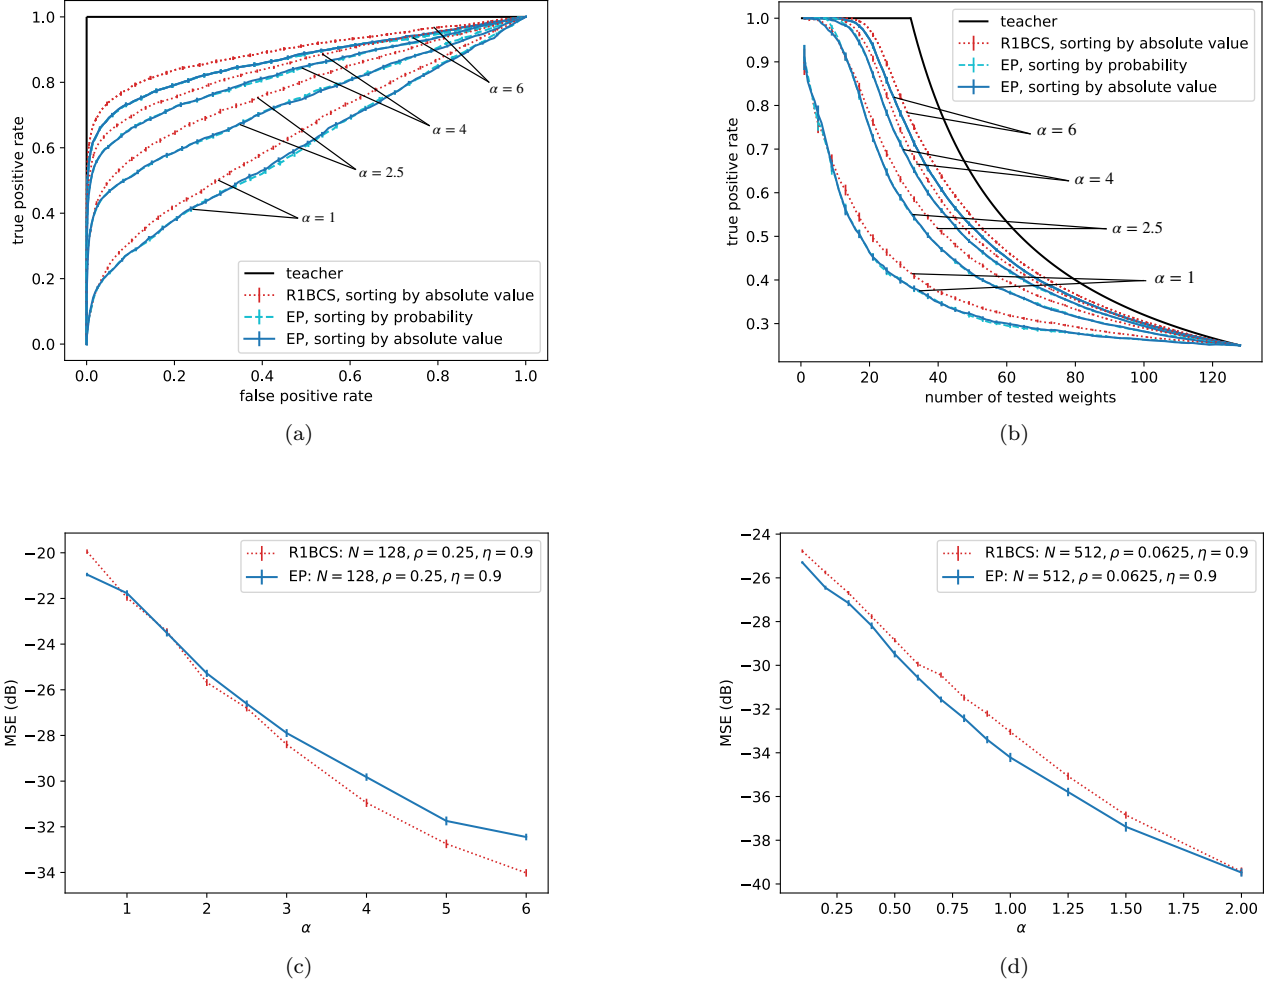 1.0
0.8
0.6
0.4
0.2
0.0
true positive rate
0.0
0.2
0.4
0.6
0.8
1.0
false positive rate
α = 6
α = 4
α = 2.5
α = 1
teacher
R1BCS, sorting by absolute value
EP, sorting by probability
EP, sorting by absolute value
(a)
1.0
0.9
0.8
0.7
0.6
0.5
0.4
0.3
true positive rate
0
20
40
60
80
100
120
number of tested weights
teacher
R1BCS, sorting by absolute value
EP, sorting by probability
EP, sorting by absolute value
α = 6
α = 4
α = 2.5
α = 1
(b)
−20
−22
−24
−26
−28
−30
−32
−34
MSE (dB)
1
2
3
4
5
6
α
R1BCS: N = 128, ρ = 0.25, η = 0.9
EP: N = 128, ρ = 0.25, η = 0.9
(c)
−24
−26
−28
−30
−32
−34
−36
−38
−40
MSE (dB)
0.25
0.50
0.75
1.00
1.25
1.50
1.75
2.00
α
R1BCS: N = 512, ρ = 0.0625, η = 0.9
EP: N = 512, ρ = 0.0625, η = 0.9
(d)